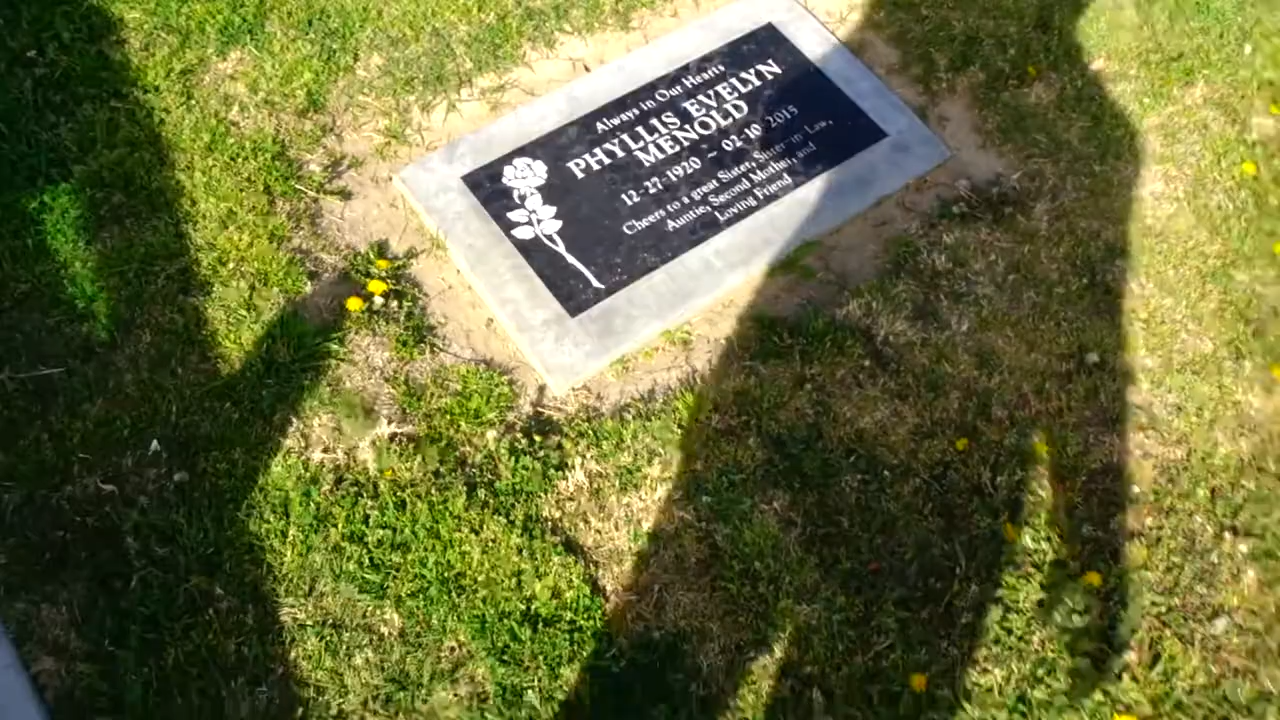 Always in Our Hearts
PHYLLIS EVELYN
MENOLD
12-27-1920 ~ 02-10-2015
Cheers to a great Sister, Sister-in-Law,
Auntie, Second Mother, and
Loving Friend